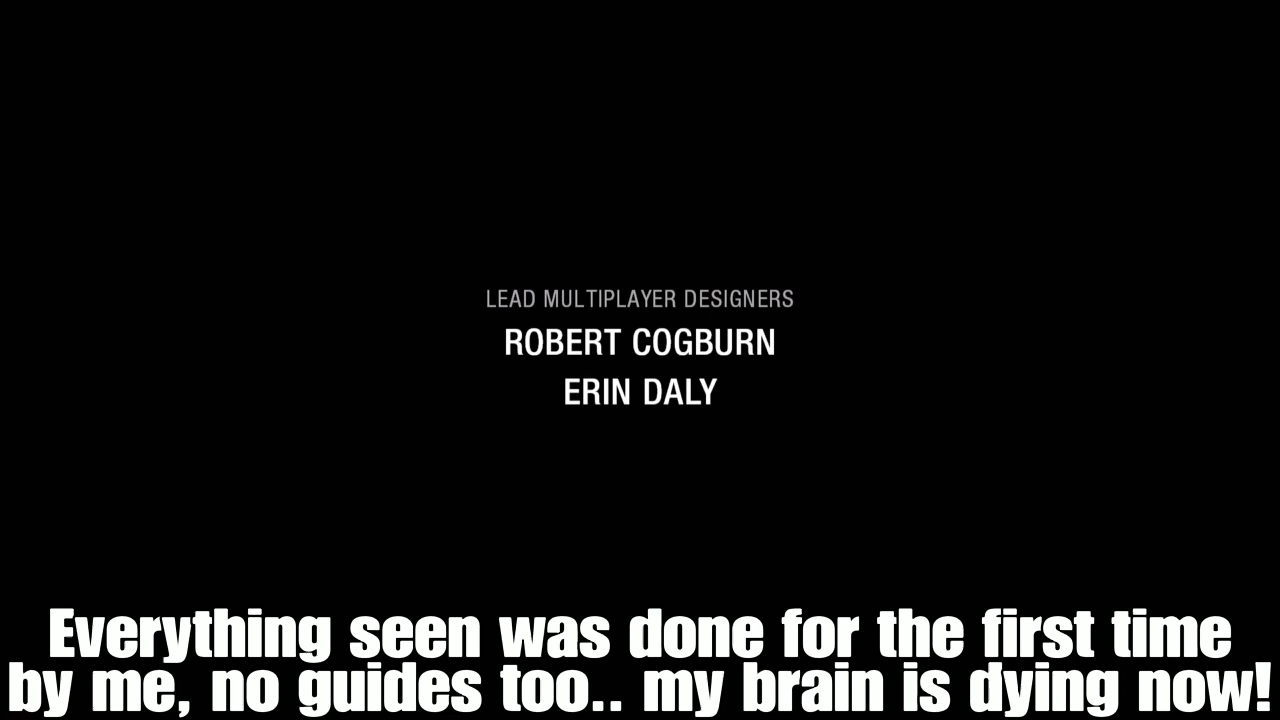 LEAD MULTIPLAYER DESIGNERS
ROBERT COGBURN
ERIN DALY
Everything seen was done for the first time
by me, no guides too.. my brain is dying now!